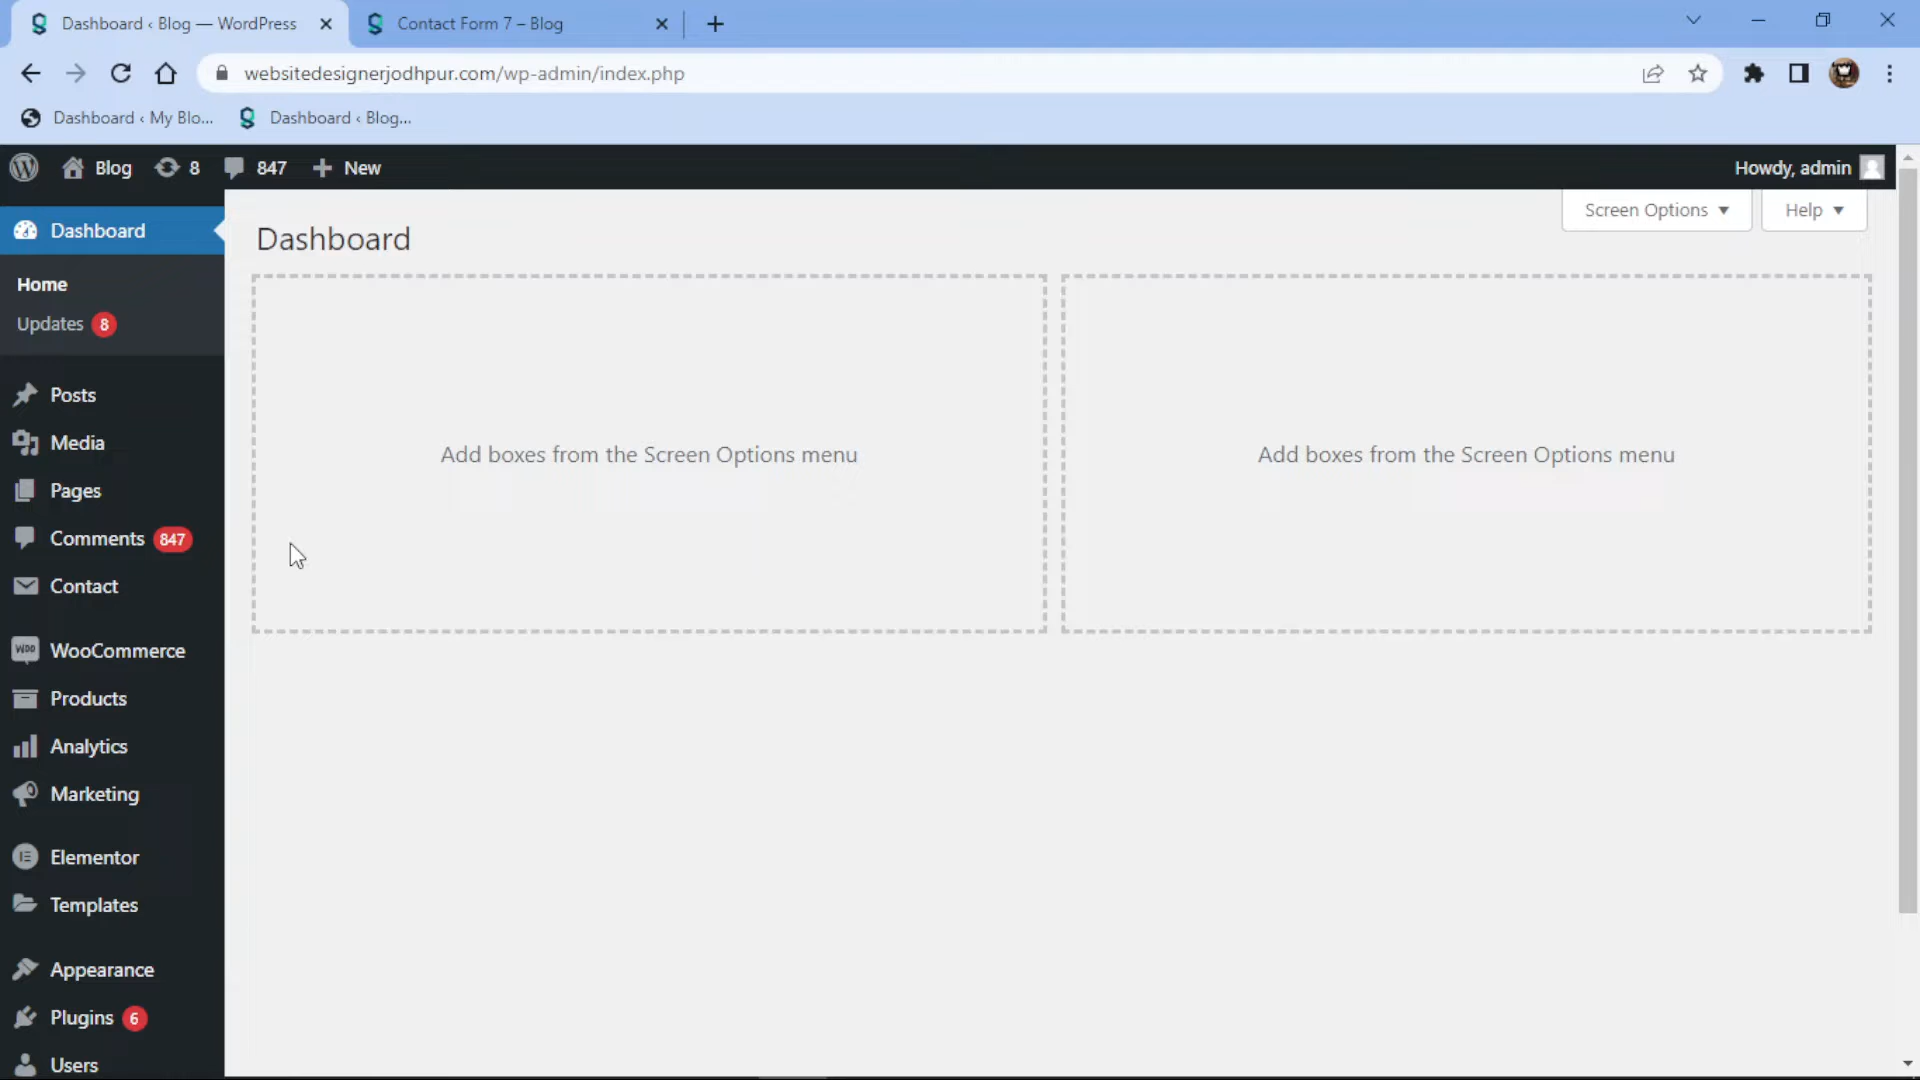 Dashboard ‹ Blog — WordPress
Contact Form 7 – Blog
websitedesignerjodhpur.com/wp-admin/index.php
Dashboard ‹ My Blo...
Dashboard ‹ Blog...
Blog
8
847
New
Howdy, admin
Dashboard
Screen Options
Help
Dashboard
Home
Updates 8
Posts
Media
Pages
Comments 847
Contact
WooCommerce
Products
Analytics
Marketing
Elementor
Templates
Appearance
Plugins 6
Users
Add boxes from the Screen Options menu
Add boxes from the Screen Options menu